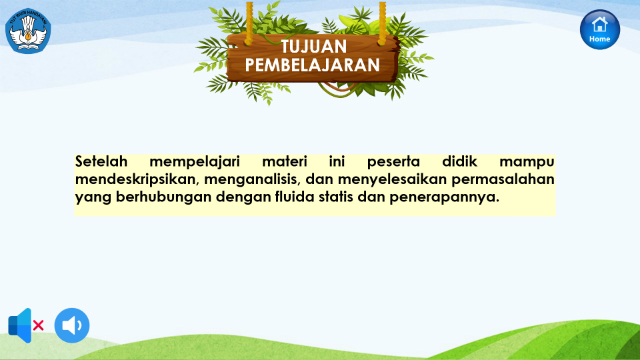 TUJUAN
PEMBELAJARAN
Home
Setelah mempelajari materi ini peserta didik mampu
mendeskripsikan, menganalisis, dan menyelesaikan permasalahan
yang berhubungan dengan fluida statis dan penerapannya.